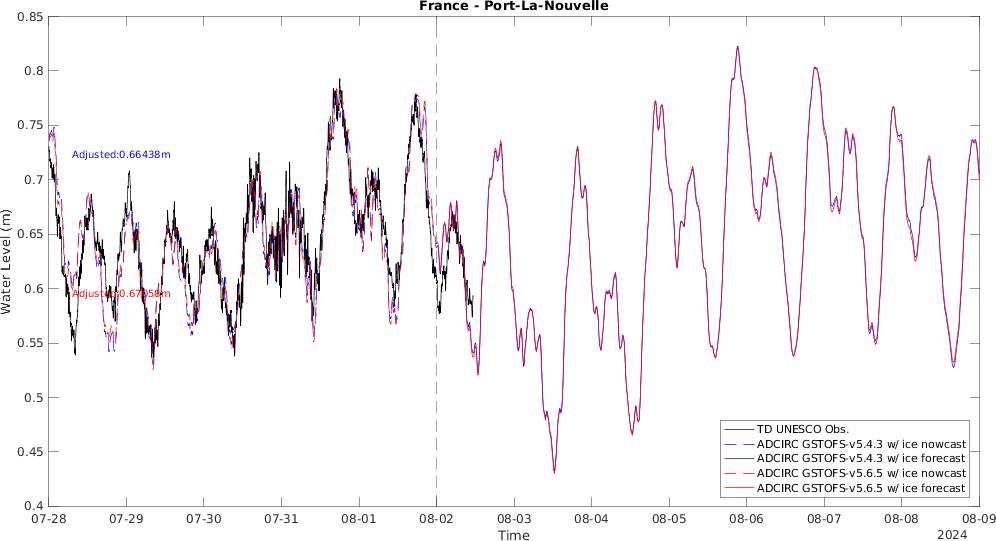 France - Port-La-Nouvelle
0.85
0.8
0.75
0.7
0.65
0.6
0.55
0.5
0.45
0.4
Water Level (m)
Adjusted:0.66438m
Adjusted:0.67058m
TD UNESCO Obs.
ADCIRC GSTOFS-v5.4.3 w/ ice nowcast
ADCIRC GSTOFS-v5.4.3 w/ ice forecast
ADCIRC GSTOFS-v5.6.5 w/ ice nowcast
ADCIRC GSTOFS-v5.6.5 w/ ice forecast
07-28 07-29 07-30 07-31 08-01 08-02 08-03 08-04 08-05 08-06 08-07 08-08 08-09
Time
2024